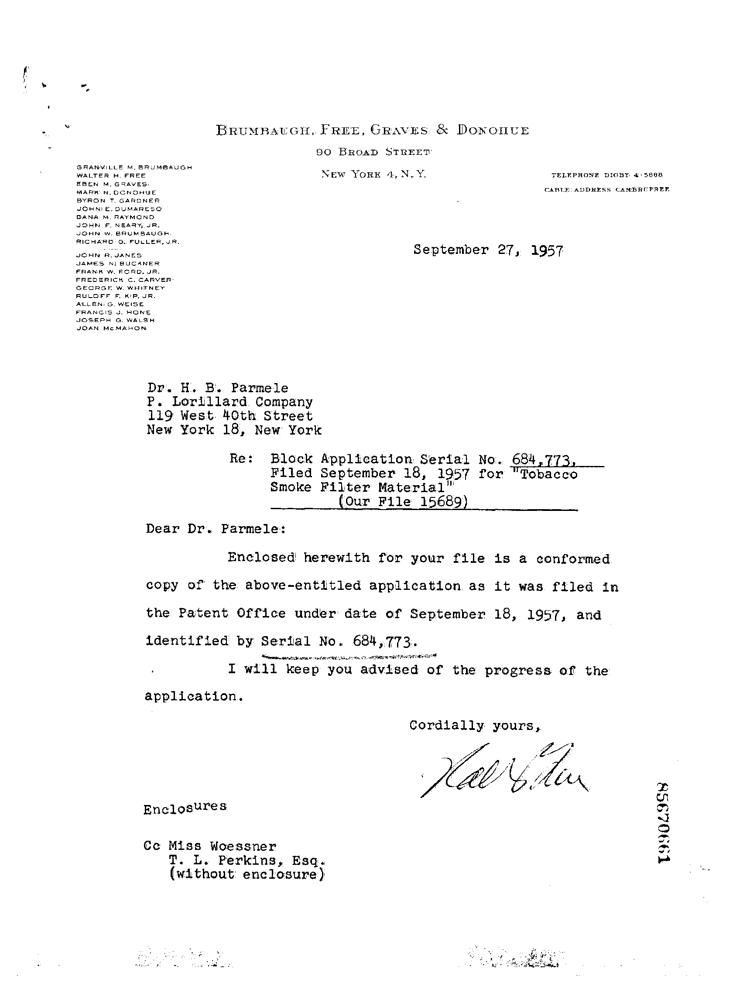 BRUMBAUGH, FREE, GRAVES & DONOHUE
90 BROAD STREET
NEW YORK 4, N.Y.
TELEPHONE DIGBY 4-5888
CABLE ADDRESS CAMBRUFREE
GRANVILLE M. BRUMBAUGH
WALTER H. FREE
EBEN M. GRAVES
MARK N. DONOHUE
BYRON T. GARDNER
JOHN E. DUMARESQ
DANA M. RAYMOND
JOHN F. NEARY, JR.
JOHN W. BRUMBAUGH
RICHARD G. FULLER, JR.
JOHN R. JANES
JAMES N. BUCKNER
FRANK W. FORD, JR.
FREDERICK C. CARVER
GEORGE W. WHITNEY
RULOFF F. KIP, JR.
ALLEN G. WEISE
FRANCIS J. HONE
JOSEPH G. WALSH
JOAN McMAHON
September 27, 1957
Dr. H. B. Parmele
P. Lorillard Company
119 West 40th Street
New York 18, New York
Re: Block Application Serial No. 684,773,
Filed September 18, 1957 for "Tobacco
Smoke Filter Material"
(Our File 15689)
Dear Dr. Parmele:
Enclosed herewith for your file is a conformed
copy of the above-entitled application as it was filed in
the Patent Office under date of September 18, 1957, and
identified by Serial No. 684,773.
I will keep you advised of the progress of the
application.
Cordially yours,
Enclosures
Cc Miss Woessner
T. L. Perkins, Esq.
(without enclosure)
85670661